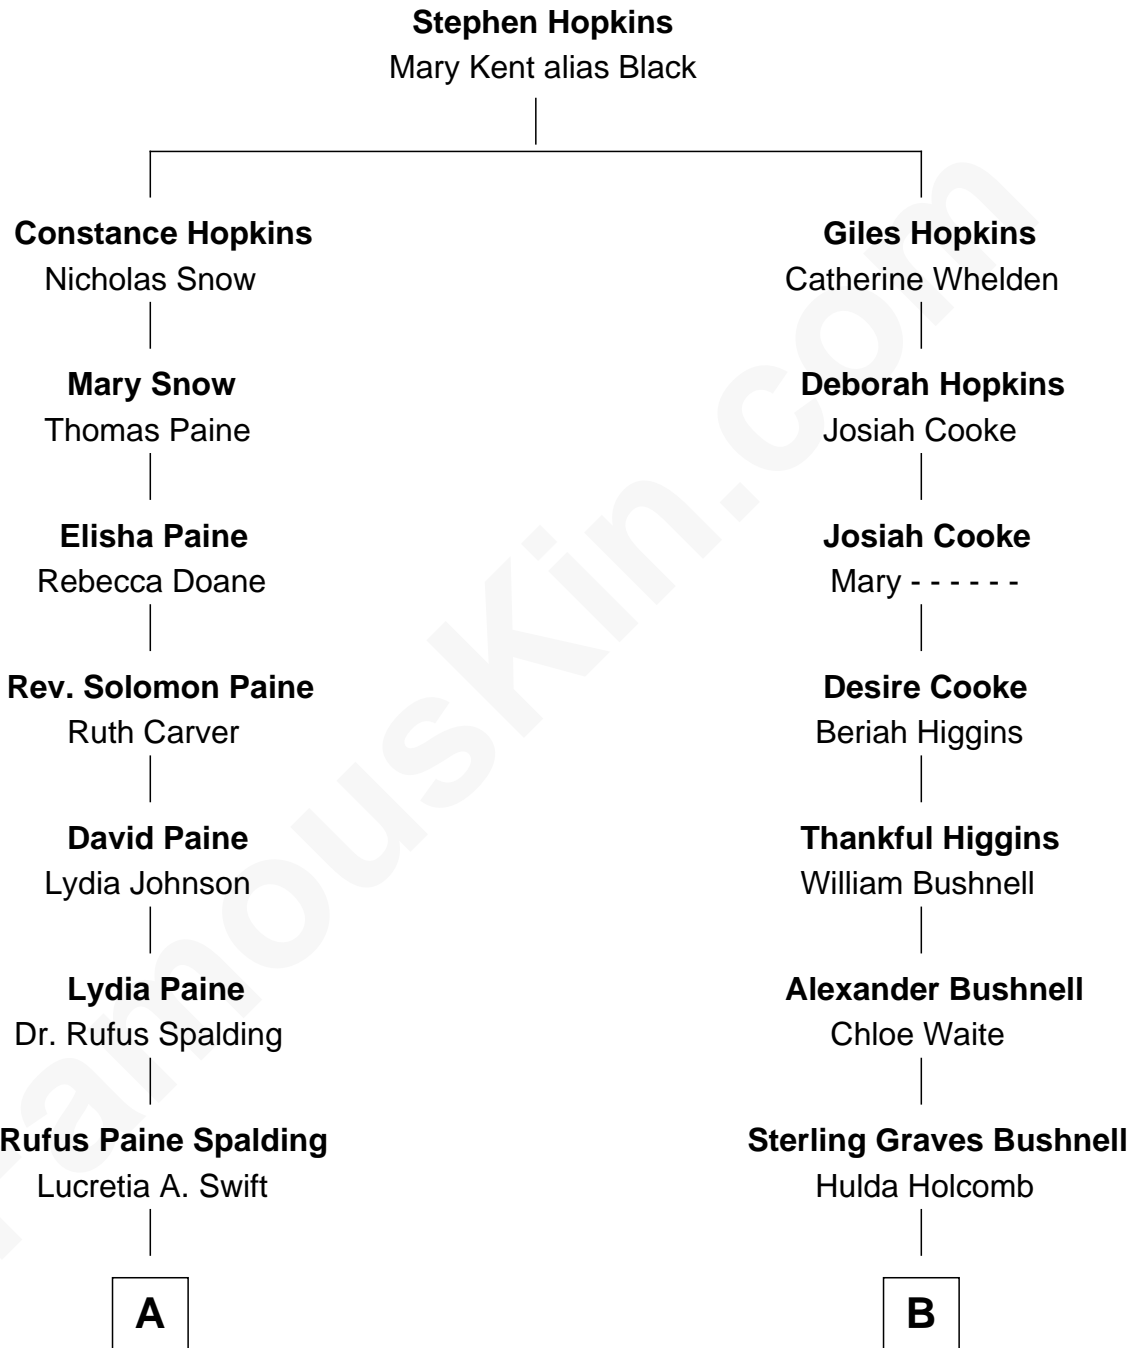 Stephen Hopkins
Mary Kent alias Black
Constance Hopkins
Nicholas Snow
Giles Hopkins
Catherine Whelden
Mary Snow
Thomas Paine
Deborah Hopkins
Josiah Cooke
Elisha Paine
Rebecca Doane
Josiah Cooke
Mary - - - - - -
Rev. Solomon Paine
Ruth Carver
Desire Cooke
Beriah Higgins
David Paine
Lydia Johnson
Thankful Higgins
William Bushnell
Lydia Paine
Dr. Rufus Spalding
Alexander Bushnell
Chloe Waite
Rufus Paine Spalding
Lucretia A. Swift
Sterling Graves Bushnell
Hulda Holcomb
A
B
FamousKin.com